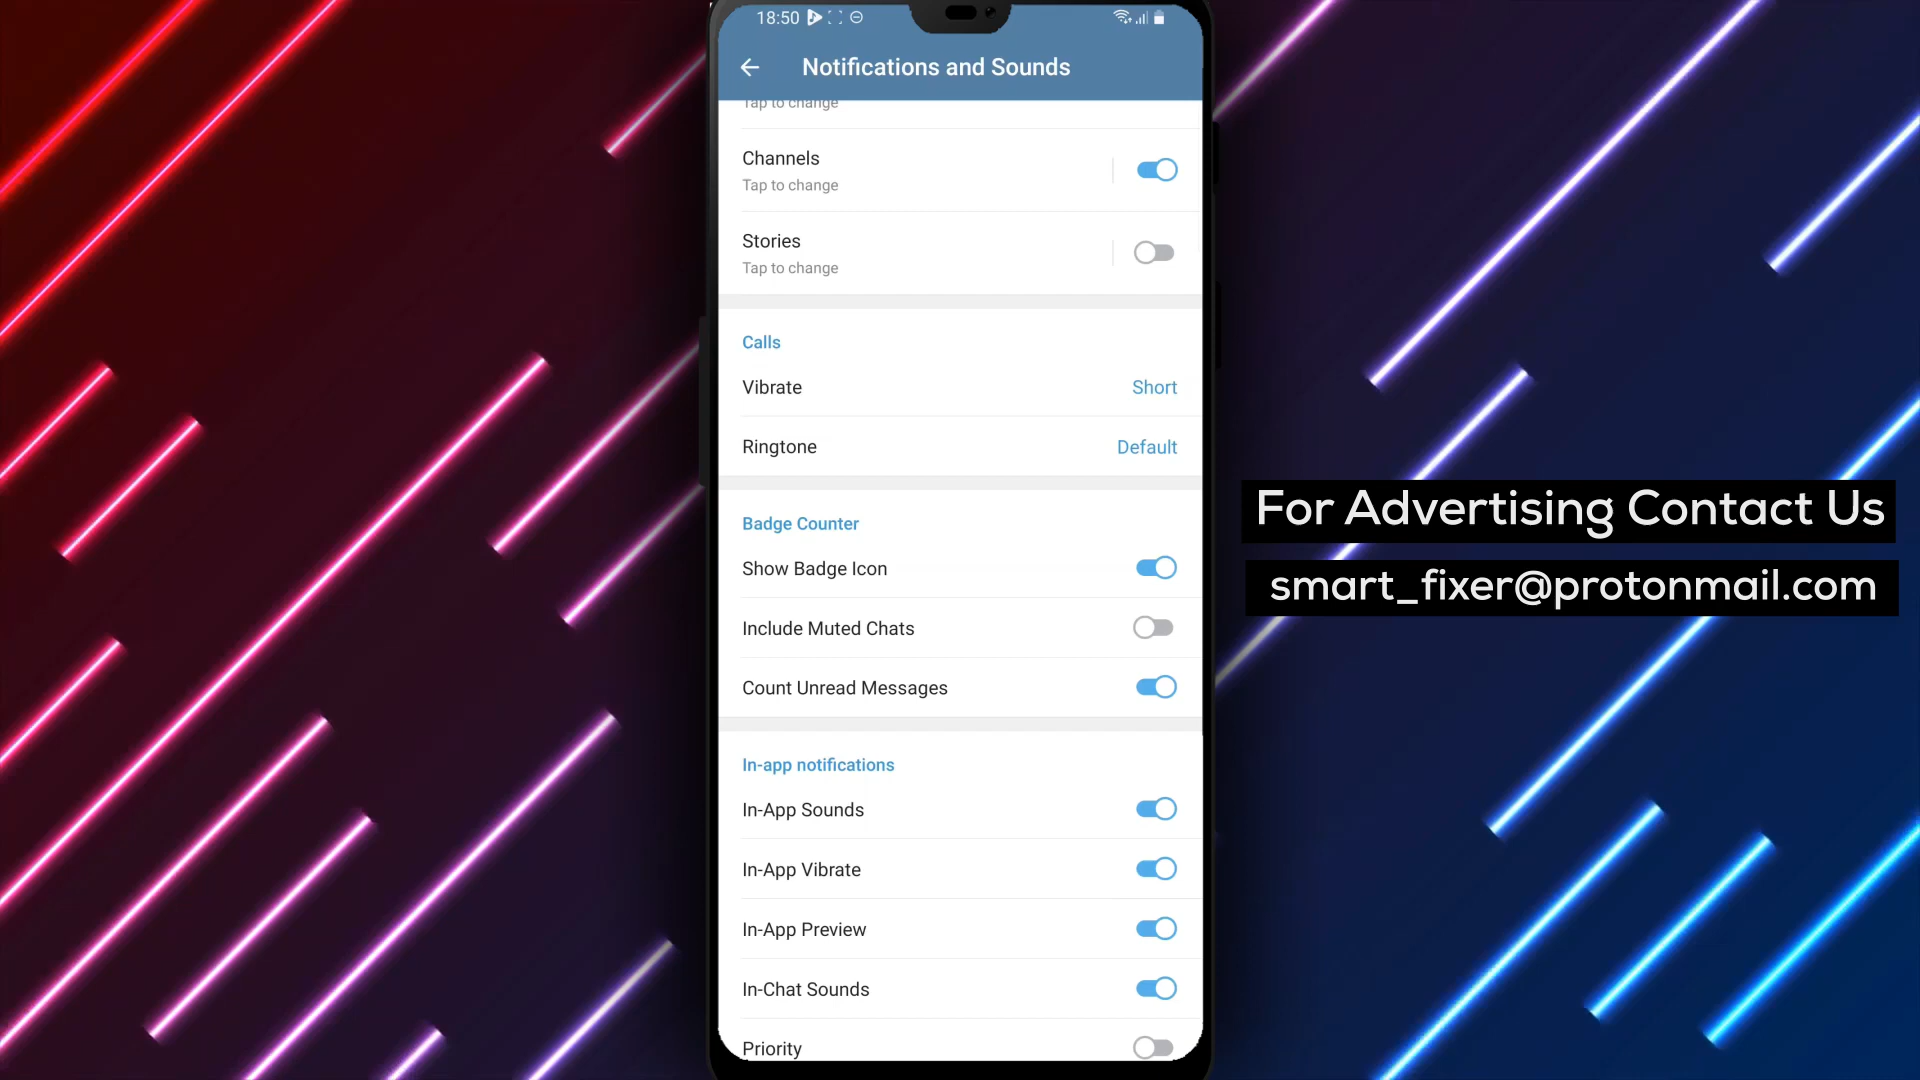 18:50
Notifications and Sounds
Tap to change
Channels
Tap to change
Stories
Tap to change
Calls
Vibrate Short
Ringtone Default
Badge Counter
Show Badge Icon
Include Muted Chats
Count Unread Messages
In-app notifications
In-App Sounds
In-App Vibrate
In-App Preview
In-Chat Sounds
Priority
For Advertising Contact Us
smart_fixer@protonmail.com